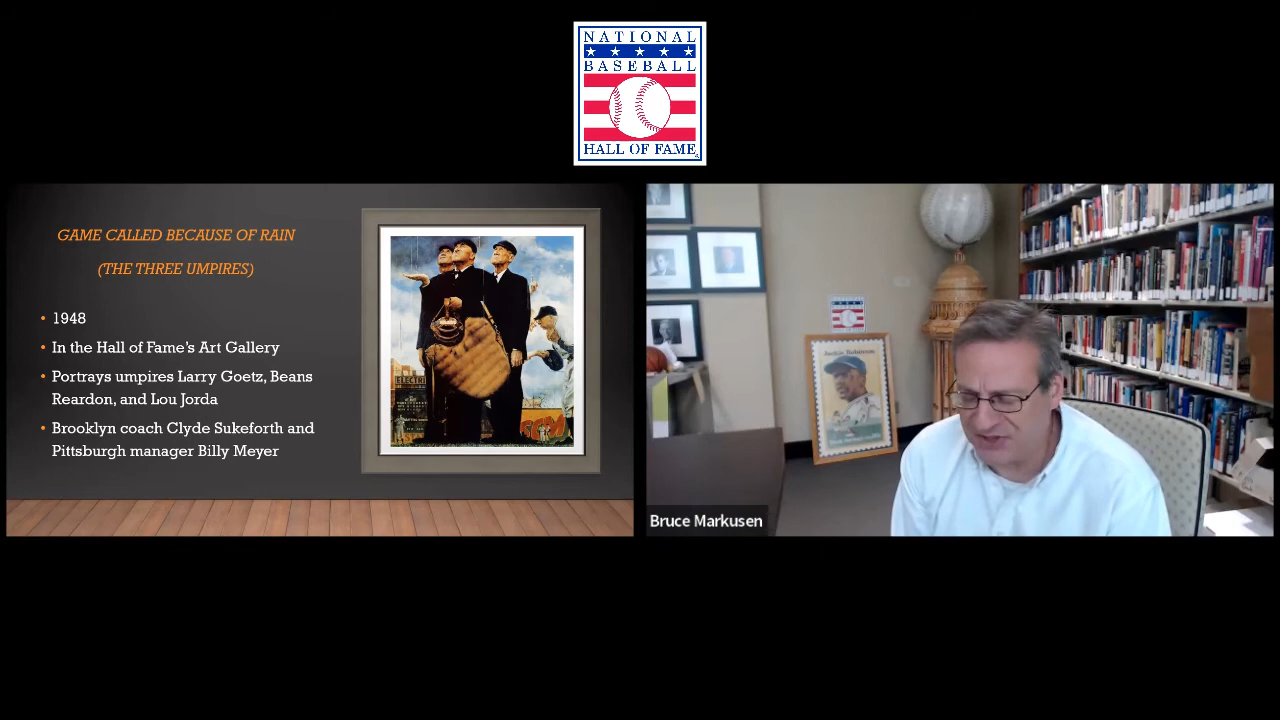 NATIONAL
BASEBALL
HALL OF FAME
GAME CALLED BECAUSE OF RAIN
(THE THREE UMPIRES)
• 1948
• In the Hall of Fame's Art Gallery
• Portrays umpires Larry Goetz, Beans
Reardon, and Lou Jorda
• Brooklyn coach Clyde Sukeforth and
Pittsburgh manager Billy Meyer
Jackie Robinson
Bruce Markusen